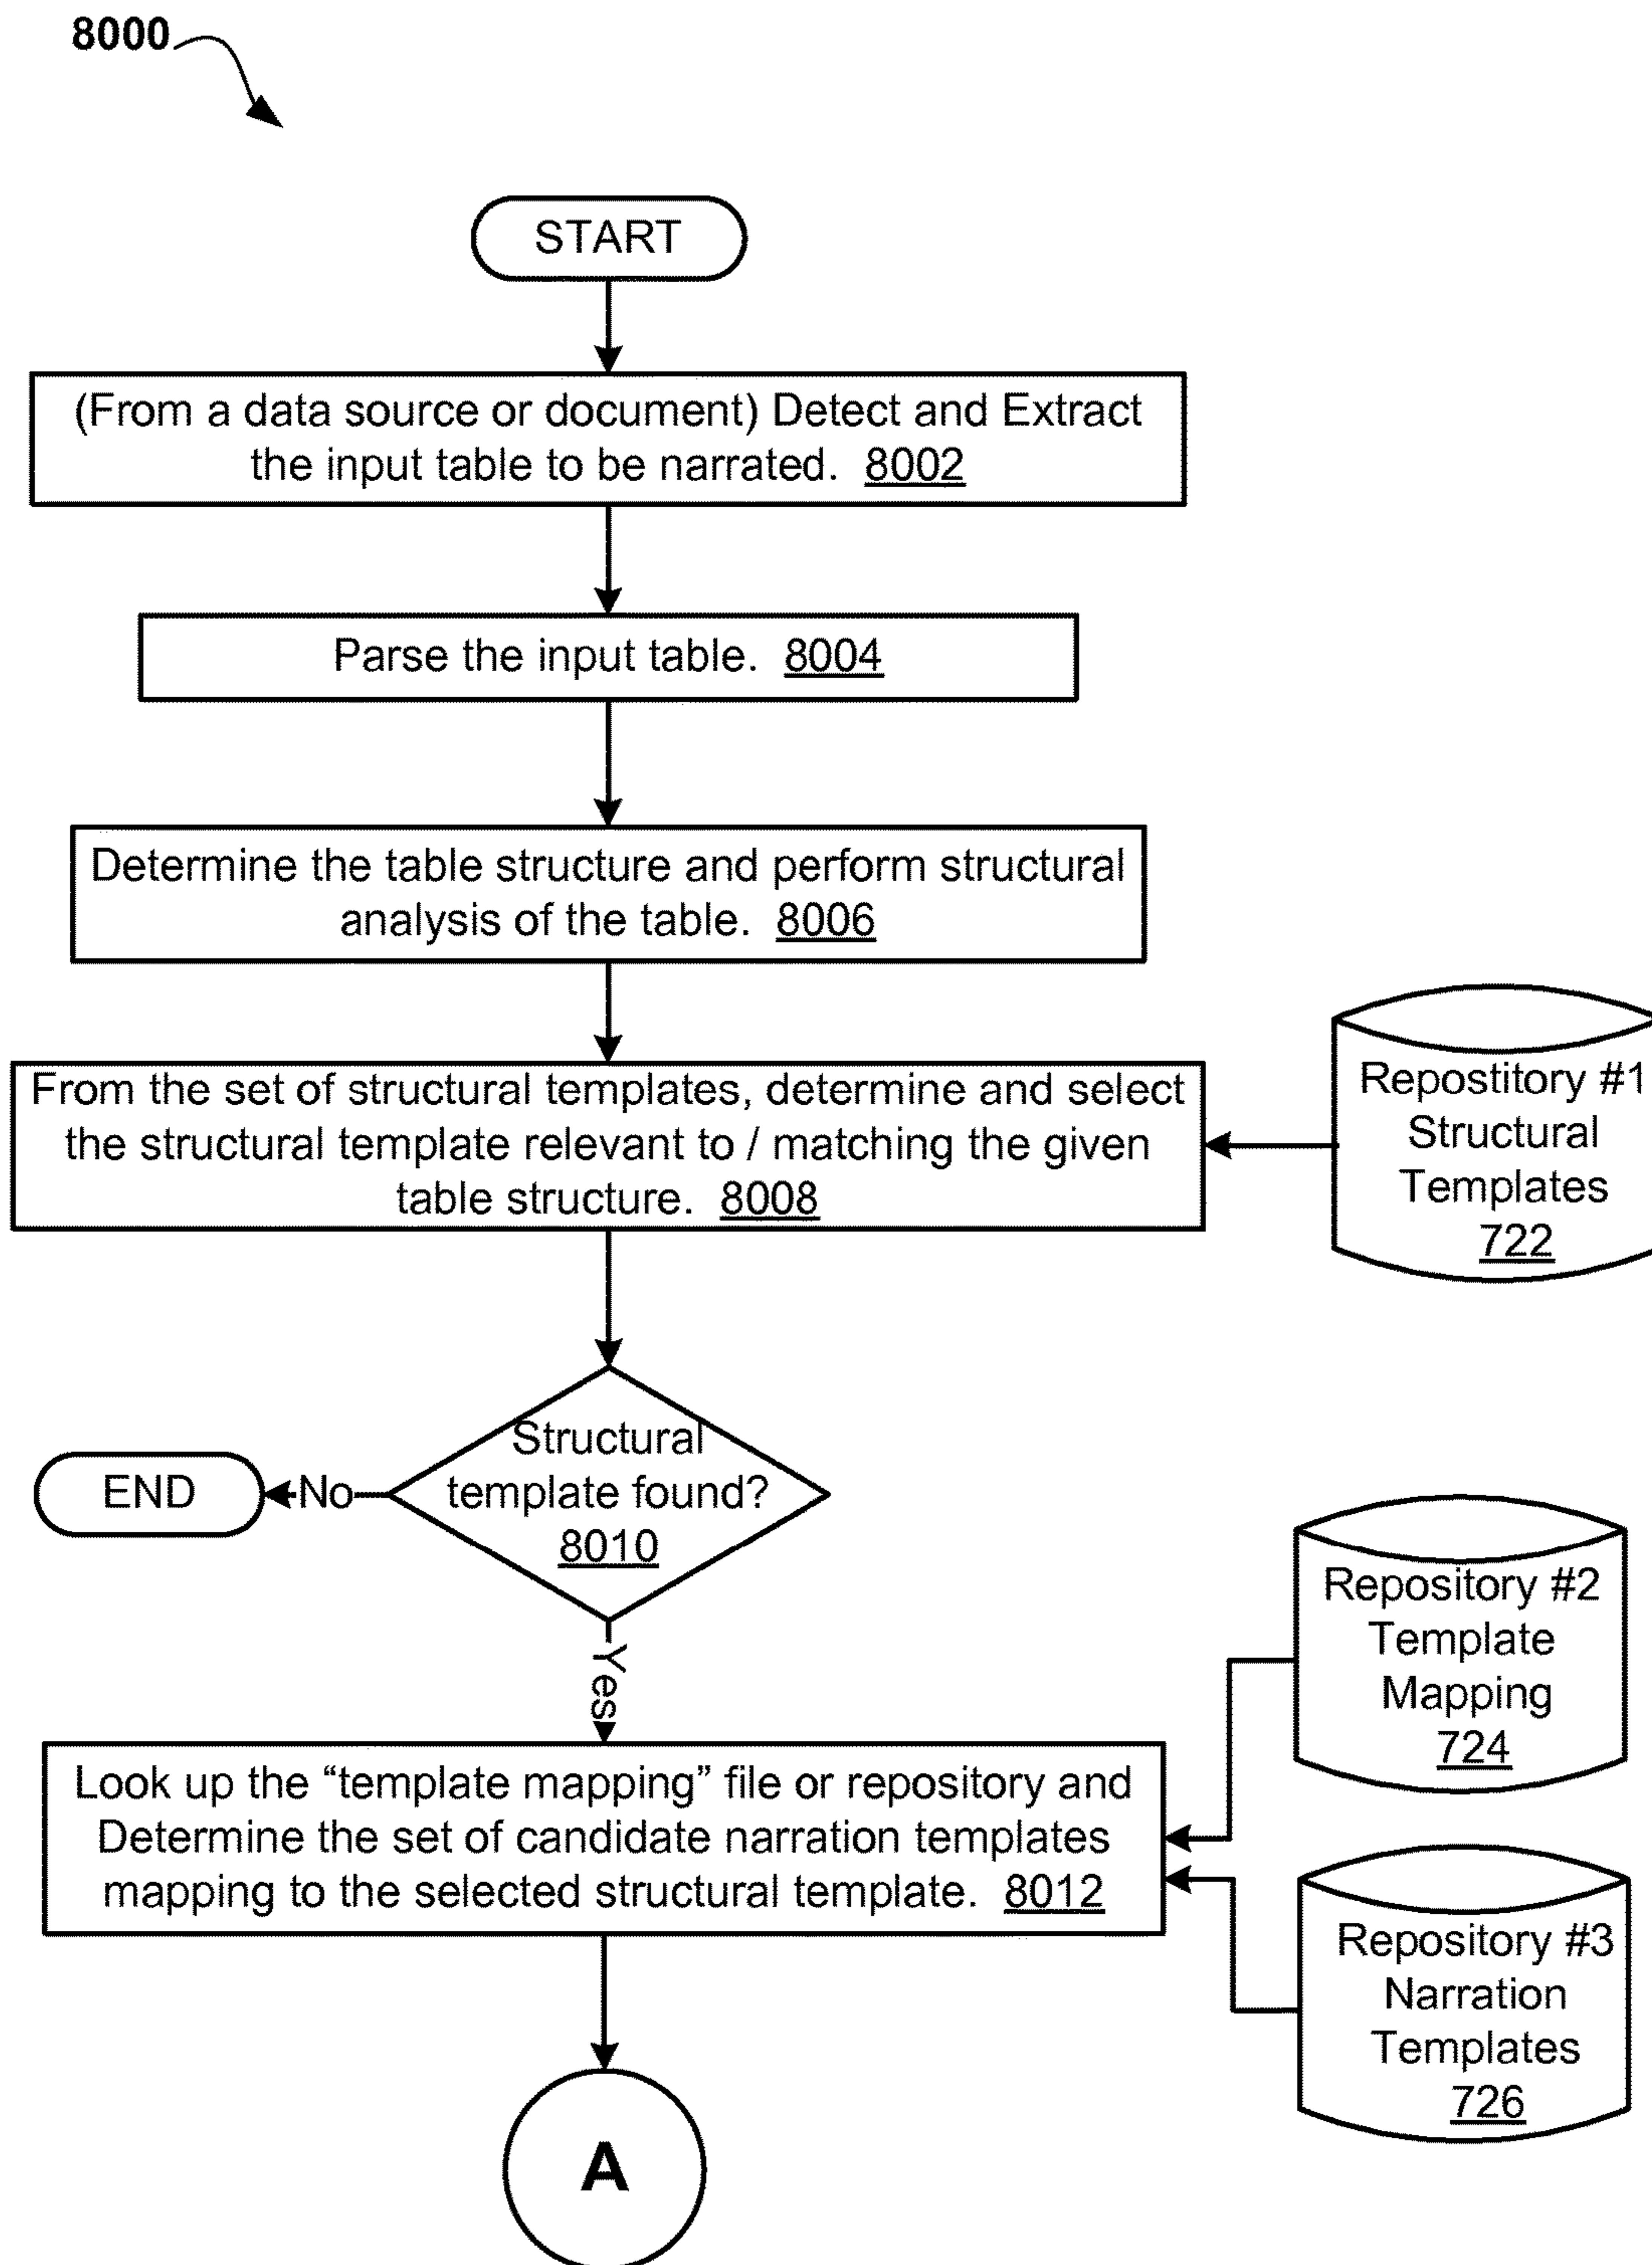 8000
START
(From a data source or document) Detect and Extract
the input table to be narrated. 8002
Parse the input table. 8004
Determine the table structure and perform structural
analysis of the table. 8006
From the set of structural templates, determine and select
the structural template relevant to / matching the given
table structure. 8008
Repostitory #1
Structural
Templates
722
Structural
template found?
8010
No
END
Yes
Repository #2
Template
Mapping
724
Look up the “template mapping” file or repository and
Determine the set of candidate narration templates
mapping to the selected structural template. 8012
Repository #3
Narration
Templates
726
A